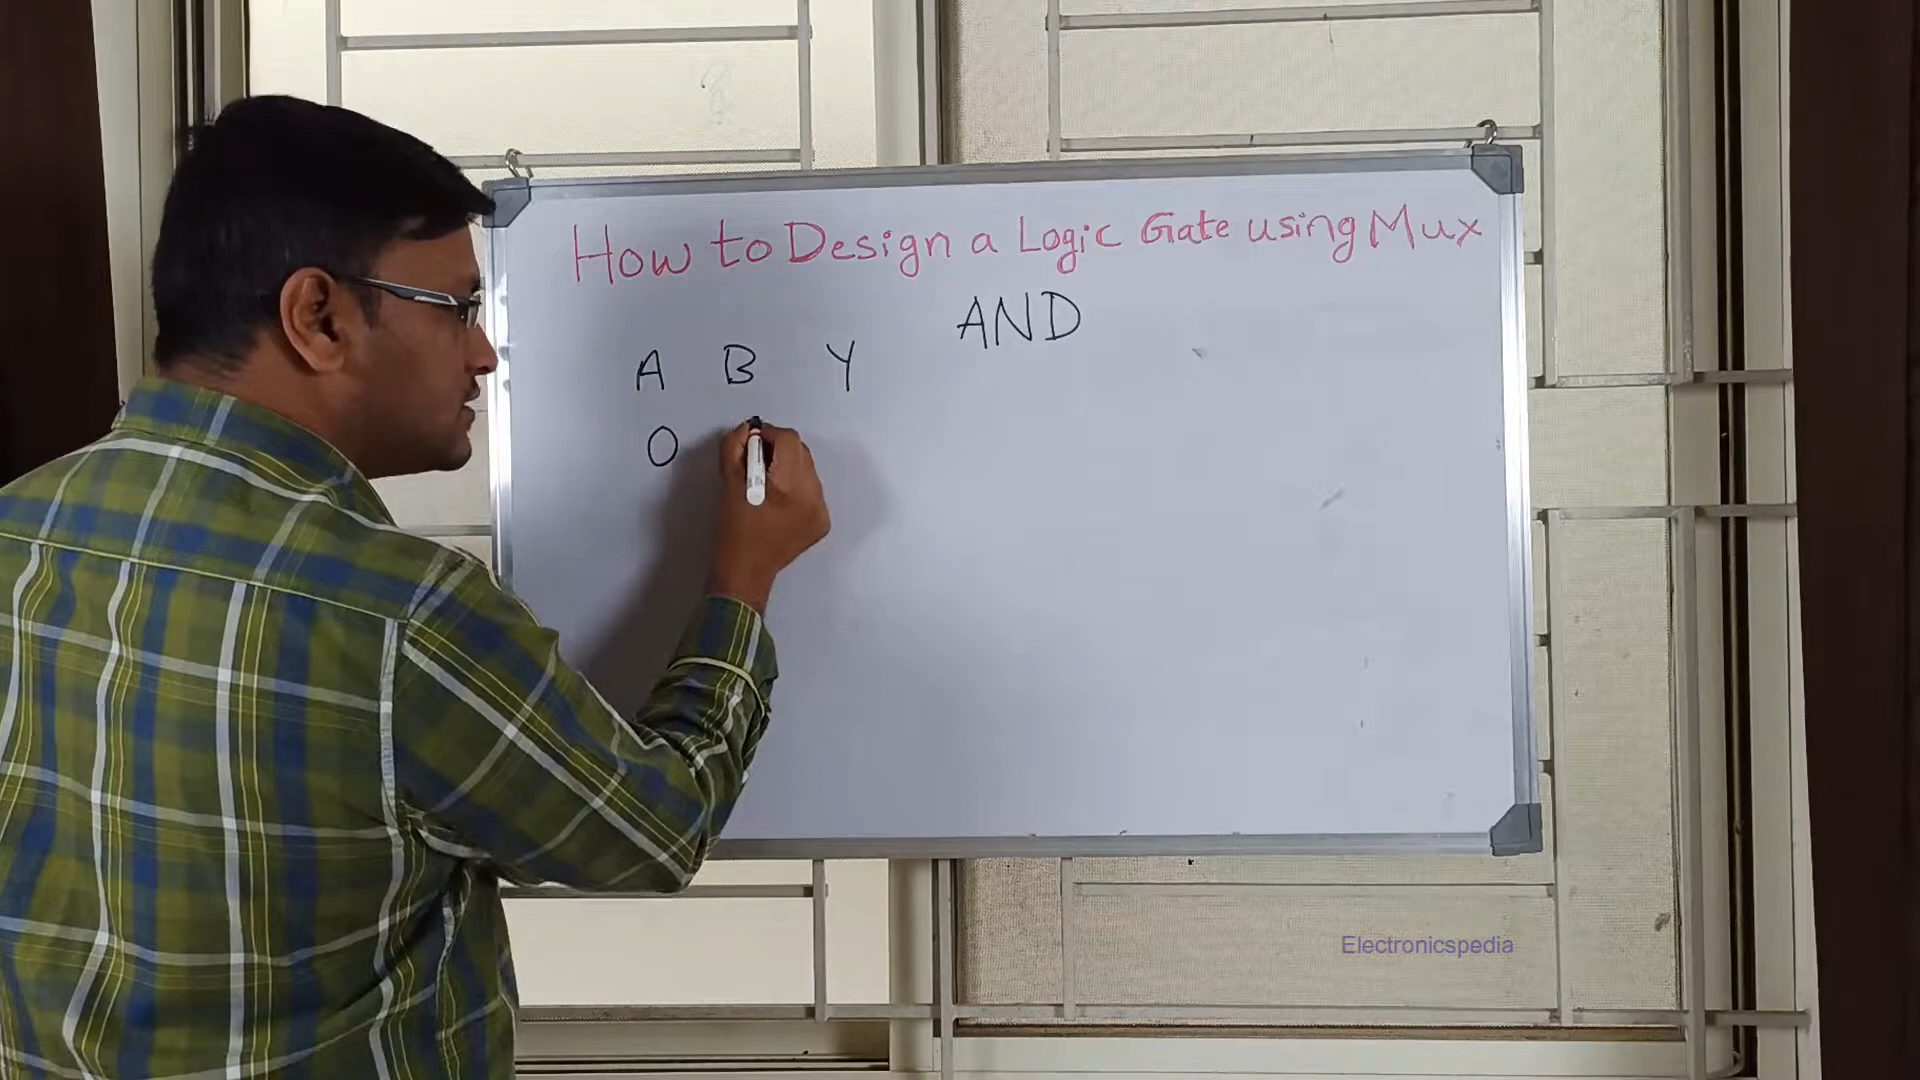 How to Design a Logic Gate using Mux
AND
A B Y
0
Electronicspedia